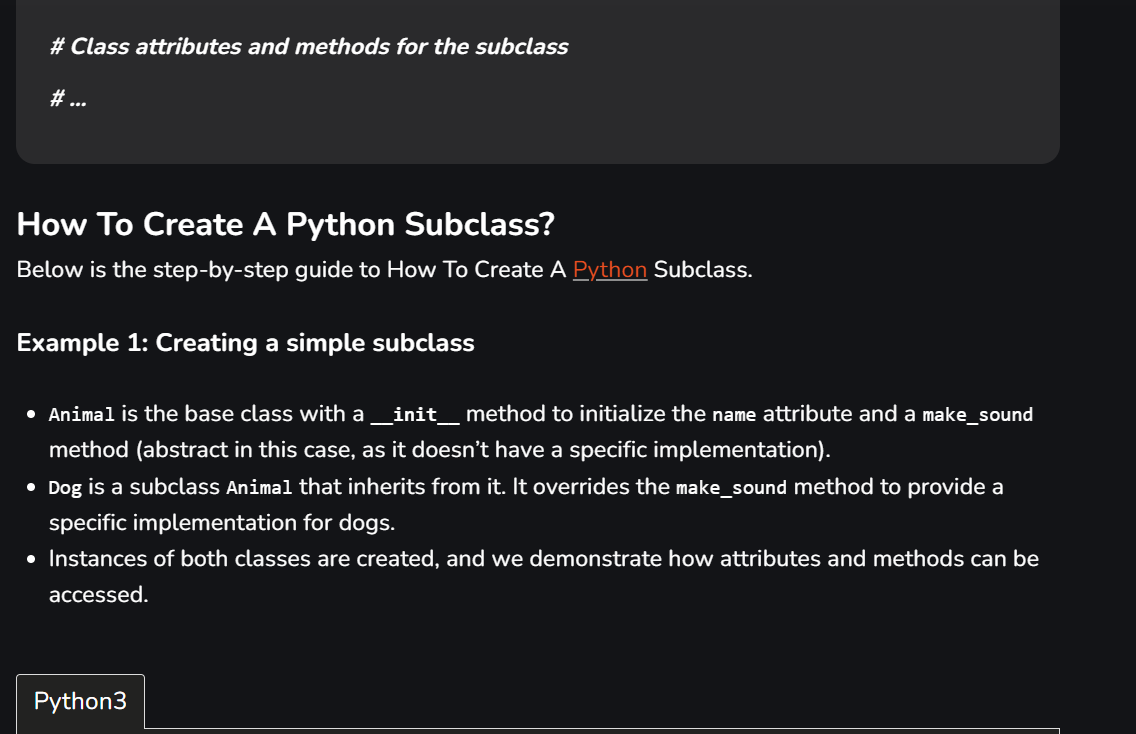 # Class attributes and methods for the subclass
# ...
How To Create A Python Subclass?
Below is the step-by-step guide to How To Create A Python Subclass.
Example 1: Creating a simple subclass
• Animal is the base class with a __init__ method to initialize the name attribute and a make_sound
method (abstract in this case, as it doesn’t have a specific implementation).
• Dog is a subclass Animal that inherits from it. It overrides the make_sound method to provide a
specific implementation for dogs.
• Instances of both classes are created, and we demonstrate how attributes and methods can be
accessed.
Python3